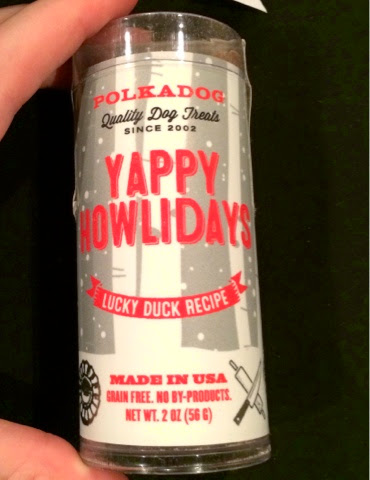 POLKADOG
Quality Dog Treats
SINCE 2002
YAPPY
HOWLIDAYS
LUCKY DUCK RECIPE
MADE IN USA
GRAIN FREE. NO BY-PRODUCTS.
NET WT. 2 OZ (56 G)